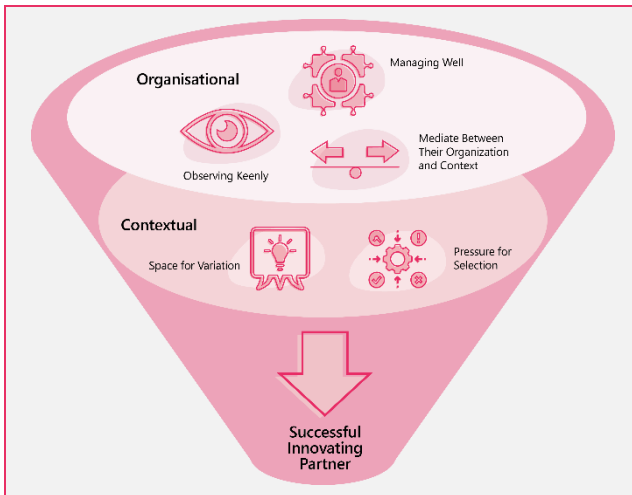 Organisational
Managing Well
Observing Keenly
Mediate Between
Their Organization
and Context
Contextual
Space for Variation
Pressure for
Selection
Successful
Innovating
Partner